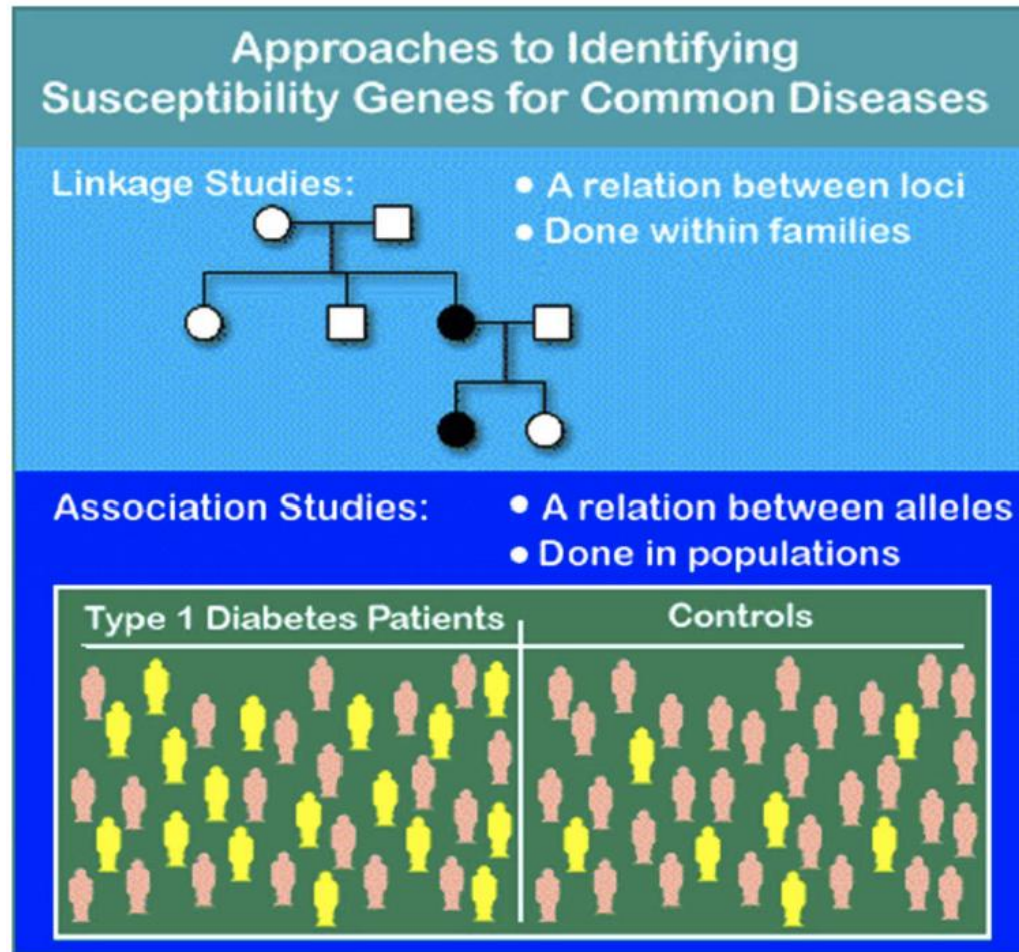 Approaches to Identifying
Susceptibility Genes for Common Diseases
Linkage Studies:
● A relation between loci
● Done within families
Association Studies:
● A relation between alleles
● Done in populations
Type 1 Diabetes Patients
Controls